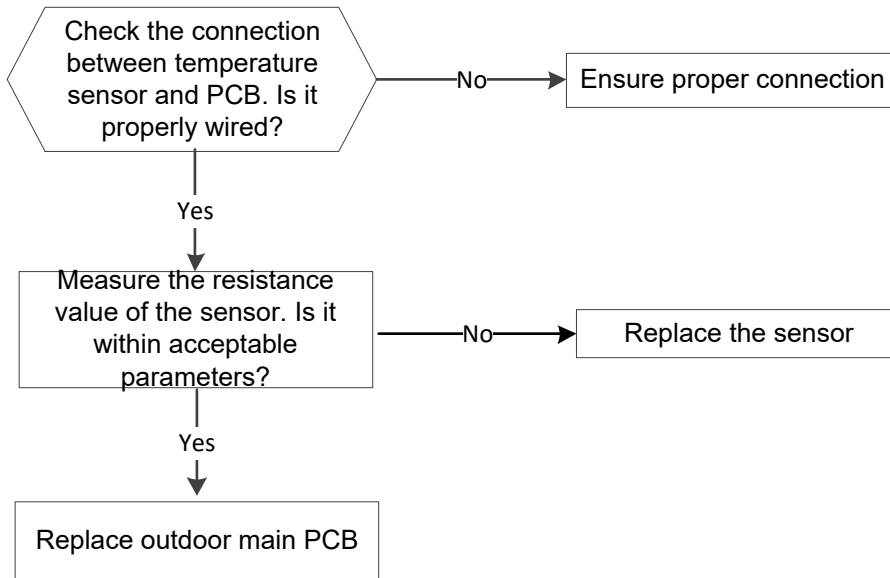 Check the connection
between temperature
sensor and PCB. Is it
properly wired?
No
Ensure proper connection
Yes
Measure the resistance
value of the sensor. Is it
within acceptable
parameters?
No
Replace the sensor
Yes
Replace outdoor main PCB